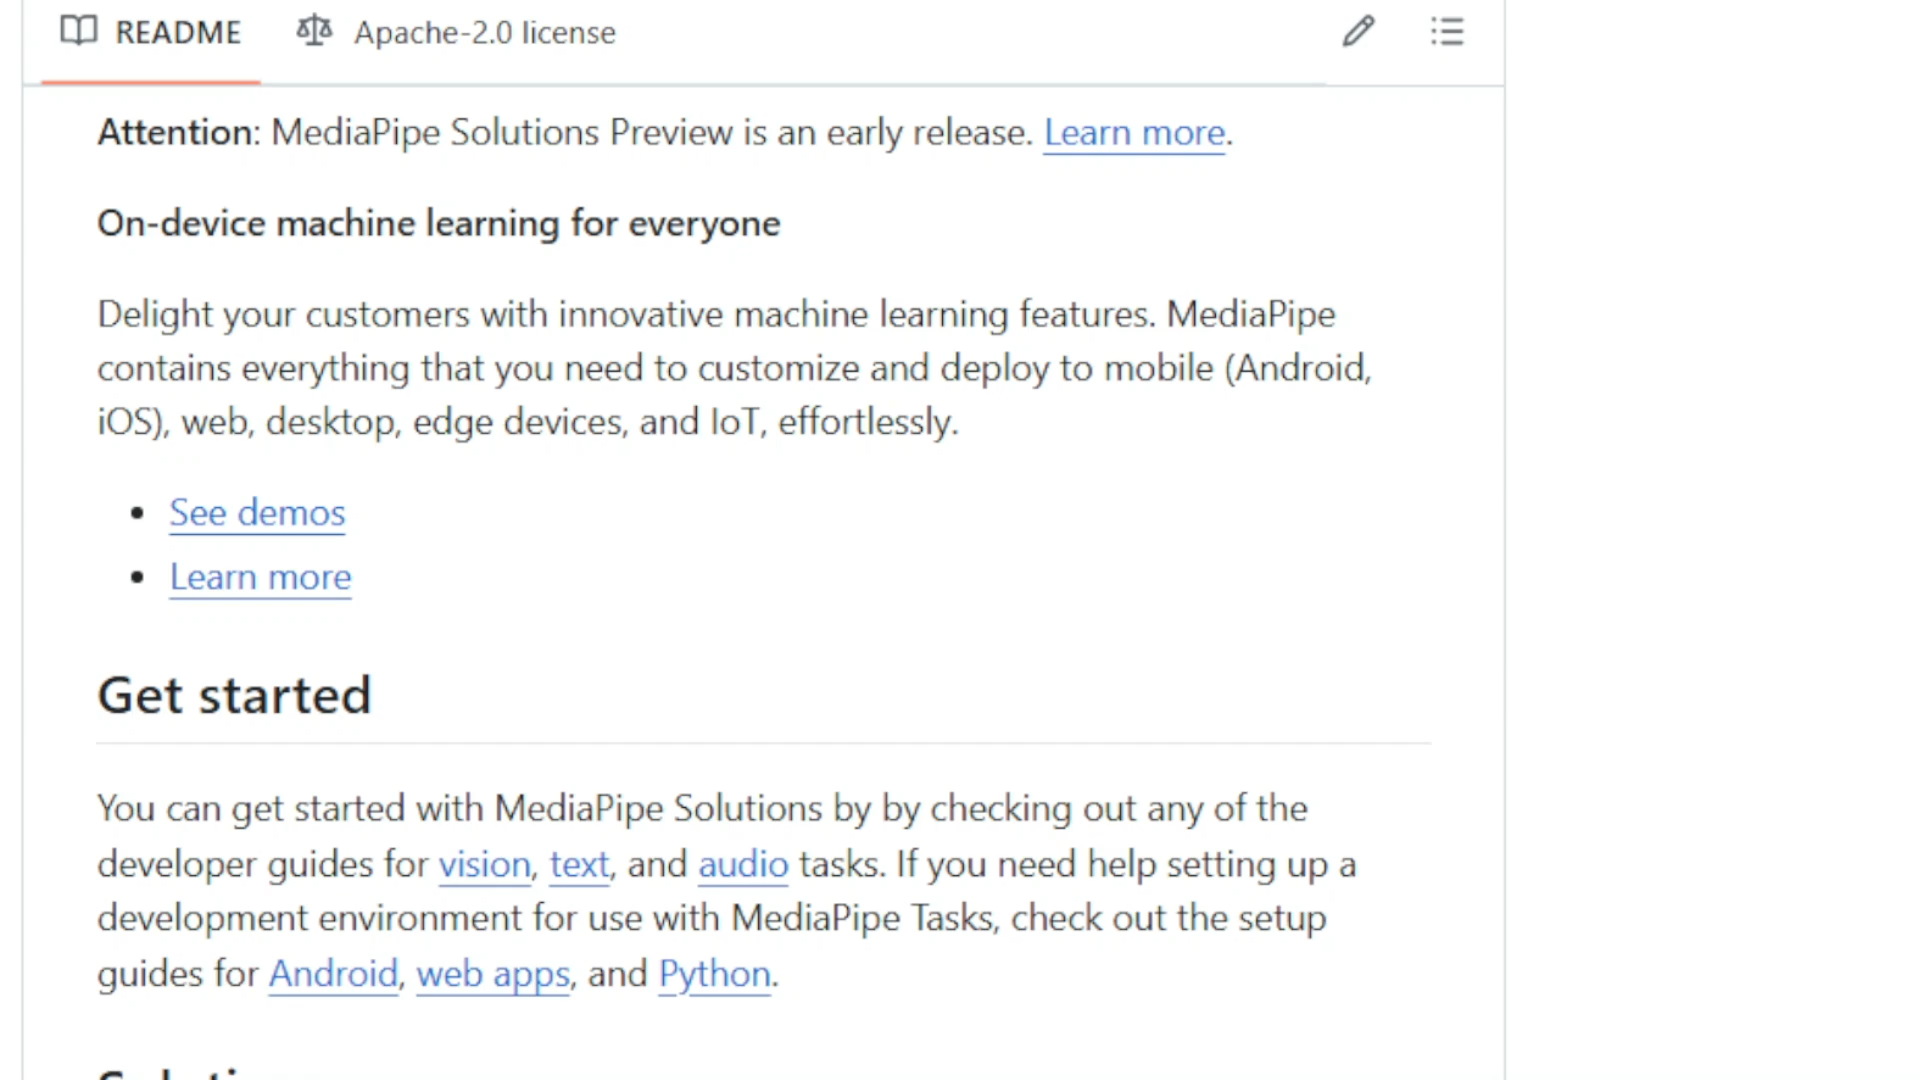 README Apache-2.0 license
Attention: MediaPipe Solutions Preview is an early release. Learn more.
On-device machine learning for everyone
Delight your customers with innovative machine learning features. MediaPipe
contains everything that you need to customize and deploy to mobile (Android,
iOS), web, desktop, edge devices, and IoT, effortlessly.
• See demos
• Learn more
Get started
You can get started with MediaPipe Solutions by by checking out any of the
developer guides for vision, text, and audio tasks. If you need help setting up a
development environment for use with MediaPipe Tasks, check out the setup
guides for Android, web apps, and Python.